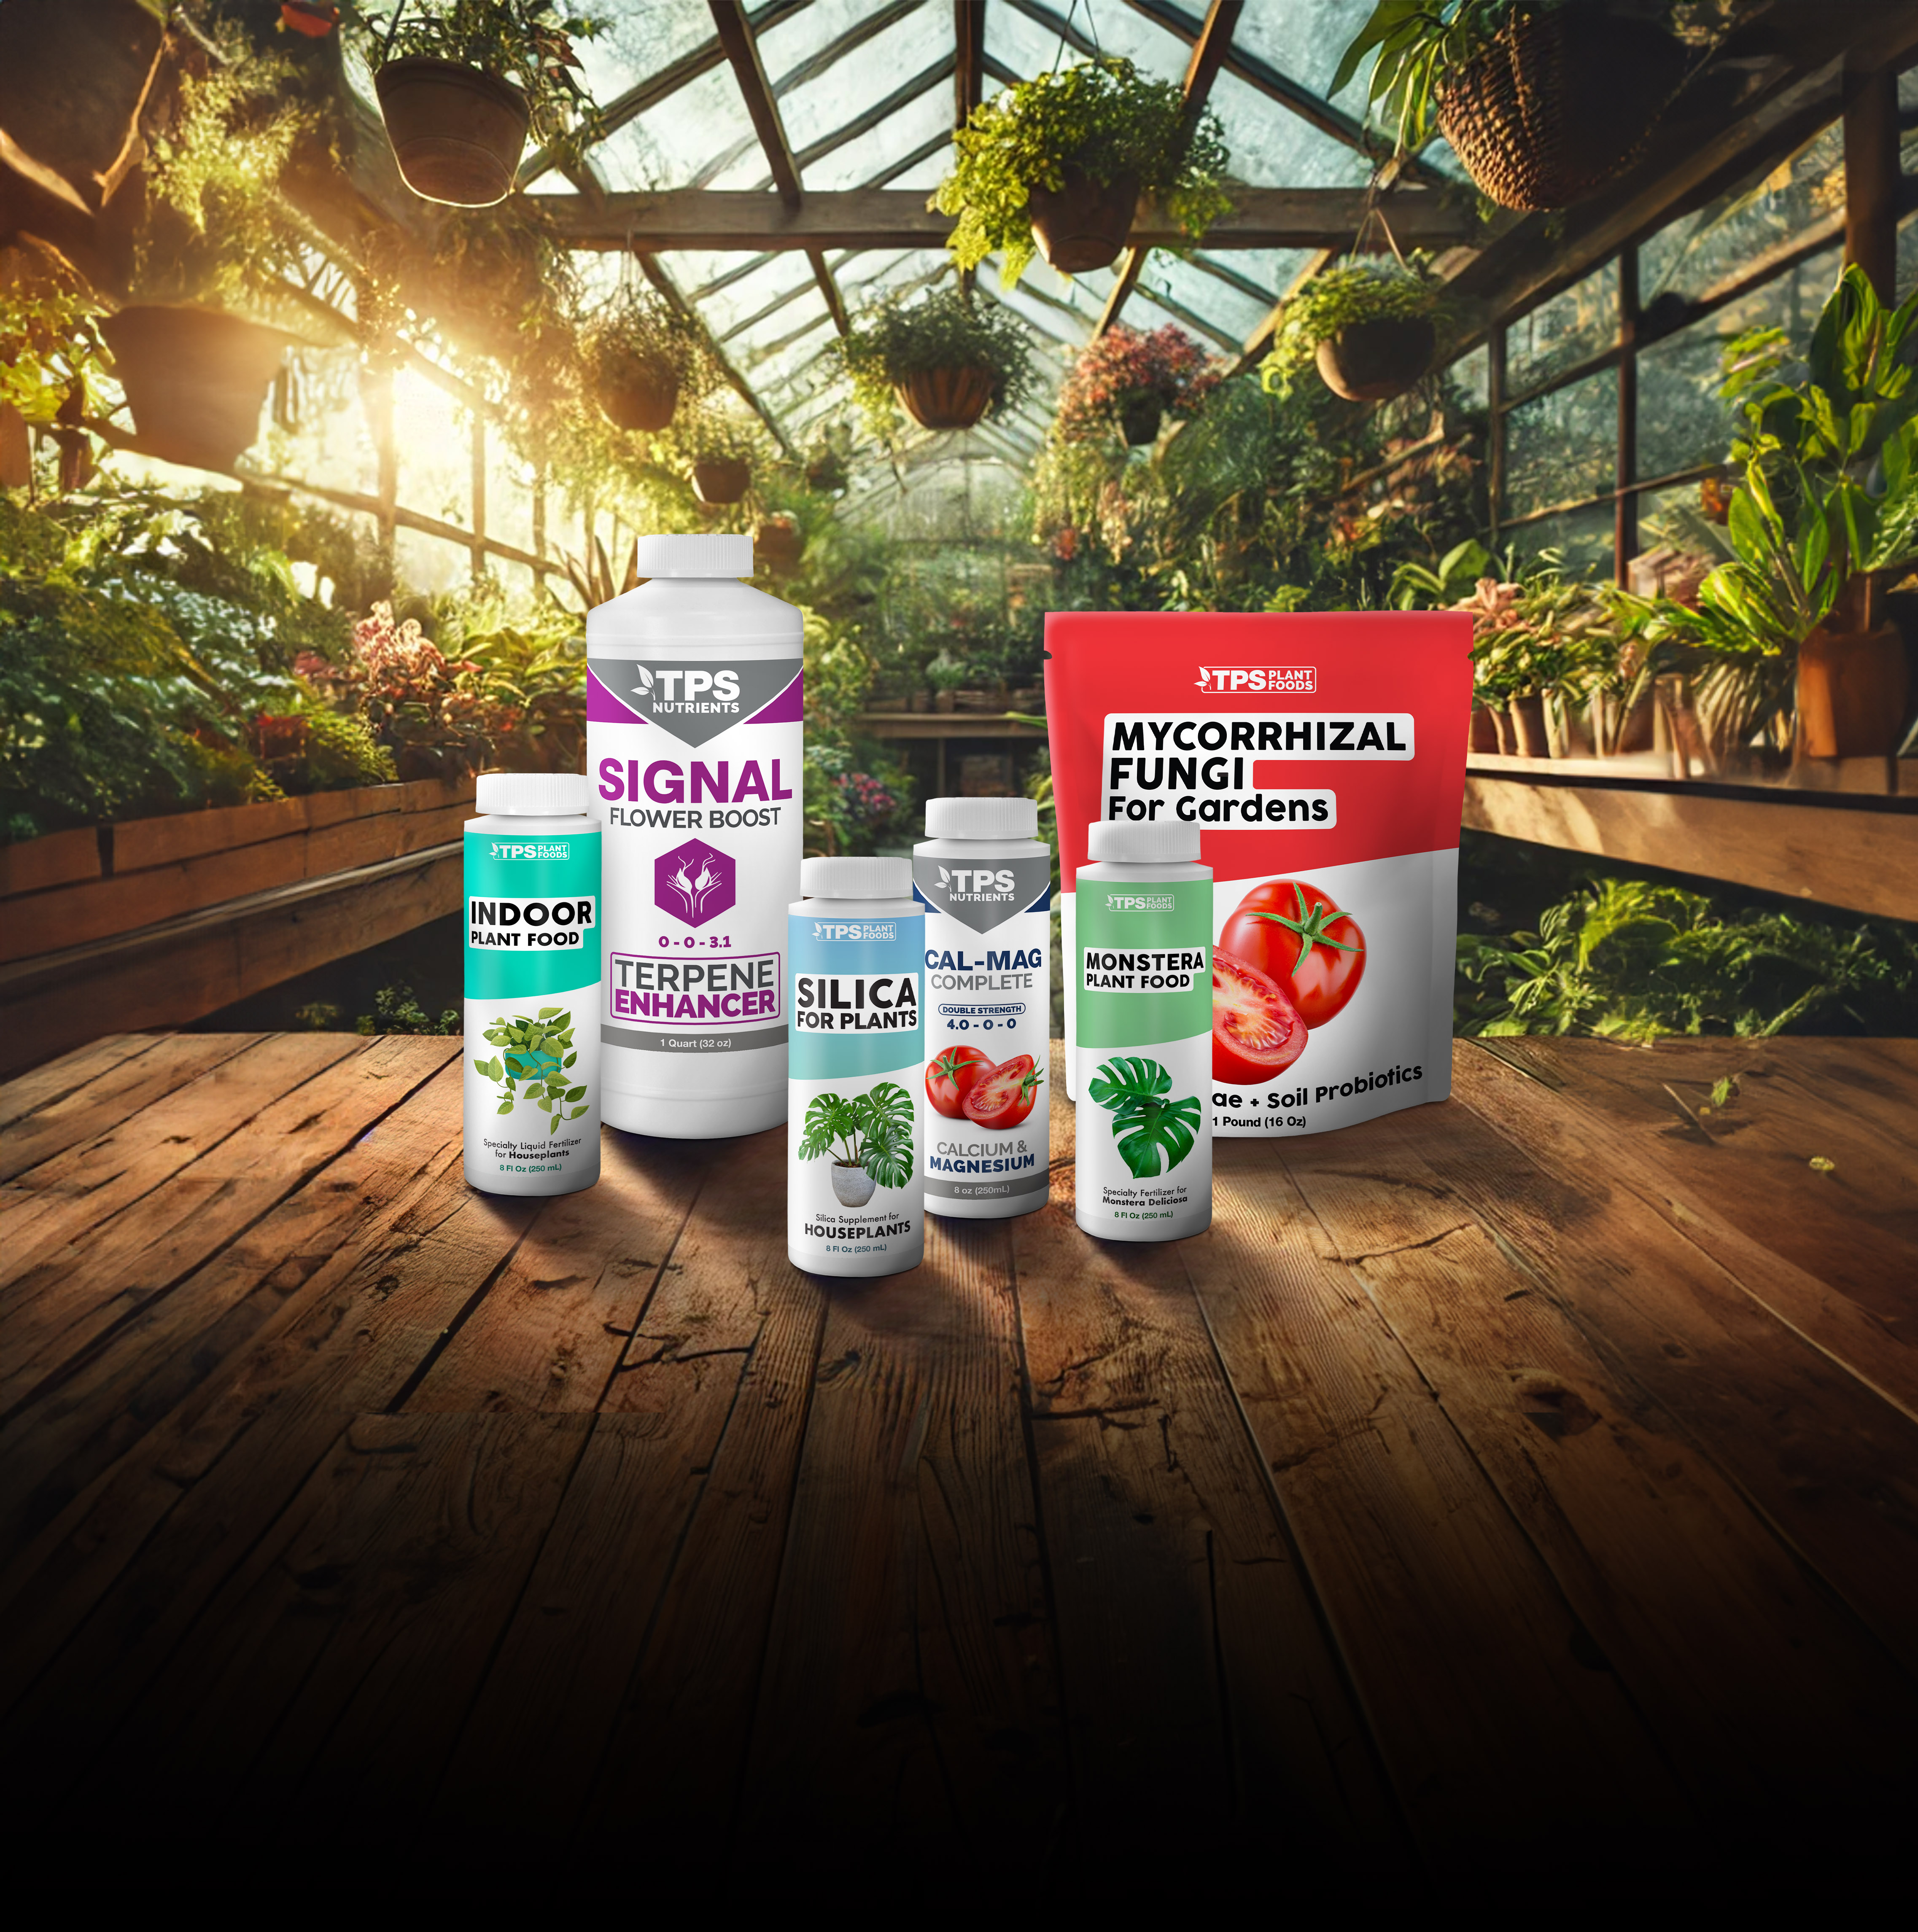 TPS
NUTRIENTS
SIGNAL
FLOWER BOOST
0 - 0 - 3.1
TERPENE
ENHANCER
1 Quart (32 oz)
TPS PLANT
FOODS
INDOOR
PLANT FOOD
Specialty Liquid Fertilizer
for Houseplants
8 Fl Oz (250 mL)
TPS PLANT
FOODS
SILICA
FOR PLANTS
Silica Supplement for
HOUSEPLANTS
8 Fl Oz (250 mL)
TPS
NUTRIENTS
CAL-MAG
COMPLETE
DOUBLE STRENGTH
4.0 - 0 - 0
CALCIUM &
MAGNESIUM
8 oz (250mL)
TPS PLANT
FOODS
MONSTERA
PLANT FOOD
Specialty Fertilizer for
Monstera Deliciosa
8 Fl Oz (250 mL)
TPS PLANT
FOODS
MYCORRHIZAL
FUNGI
For Gardens
ae + Soil Probiotics
1 Pound (16 Oz)